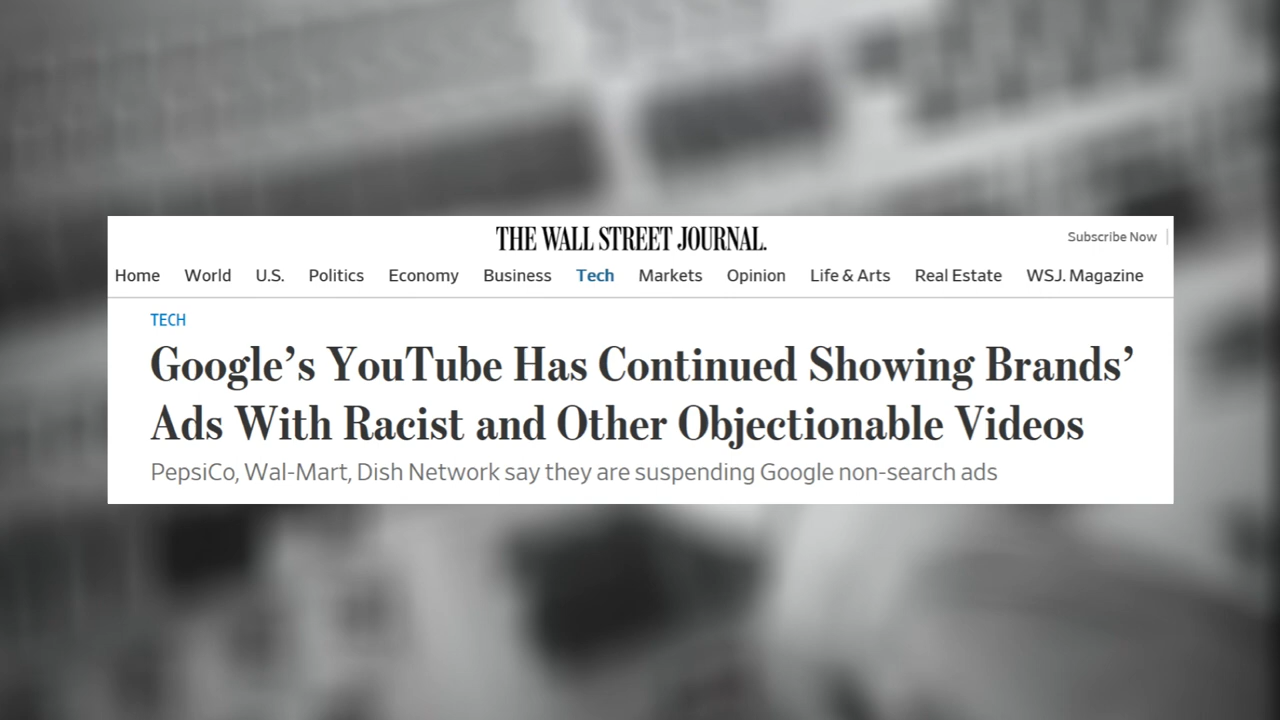 THE WALL STREET JOURNAL.
Subscribe Now
Home World U.S. Politics Economy Business Tech Markets Opinion Life & Arts Real Estate WSJ. Magazine
TECH
Google’s YouTube Has Continued Showing Brands’
Ads With Racist and Other Objectionable Videos
PepsiCo, Wal-Mart, Dish Network say they are suspending Google non-search ads